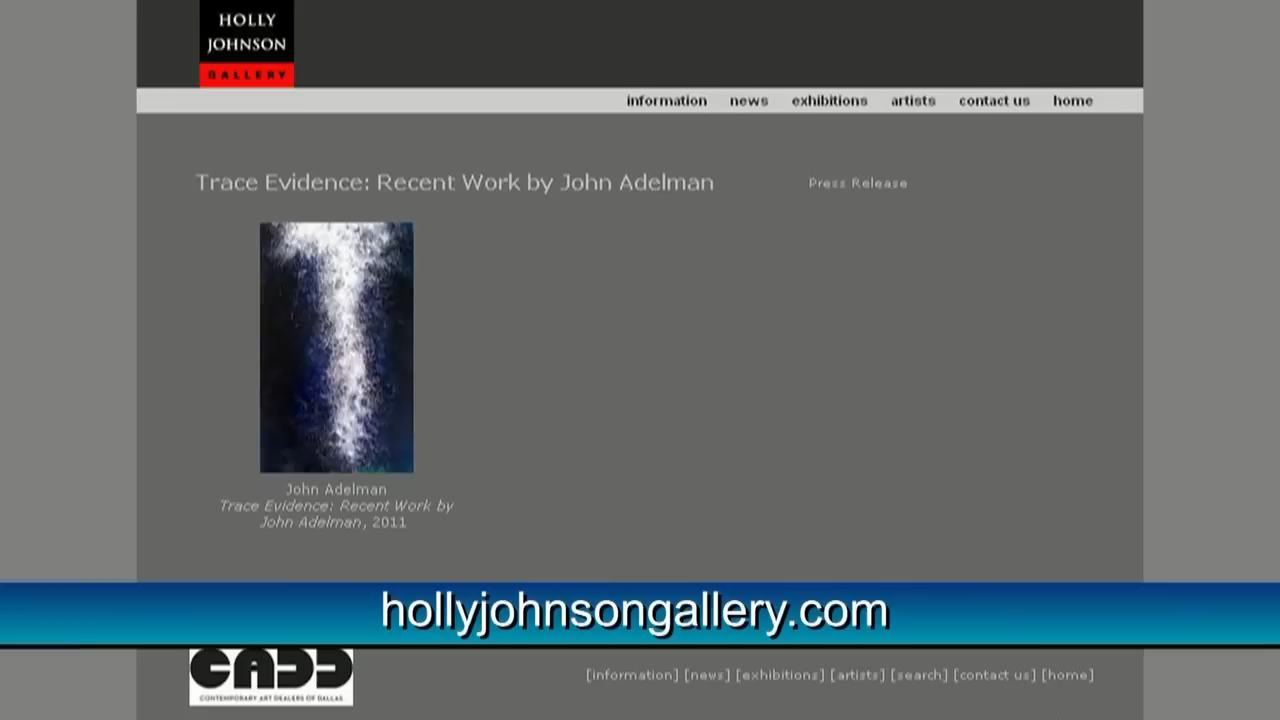 HOLLY
JOHNSON
GALLERY
information news exhibitions artists contact us home
Trace Evidence: Recent Work by John Adelman
Press Release
John Adelman
Trace Evidence: Recent Work by
John Adelman, 2011
hollyjohnsongallery.com
CADD
CONTEMPORARY ART DEALERS OF DALLAS
[information] [news] [exhibitions] [artists] [search] [contact us] [home]